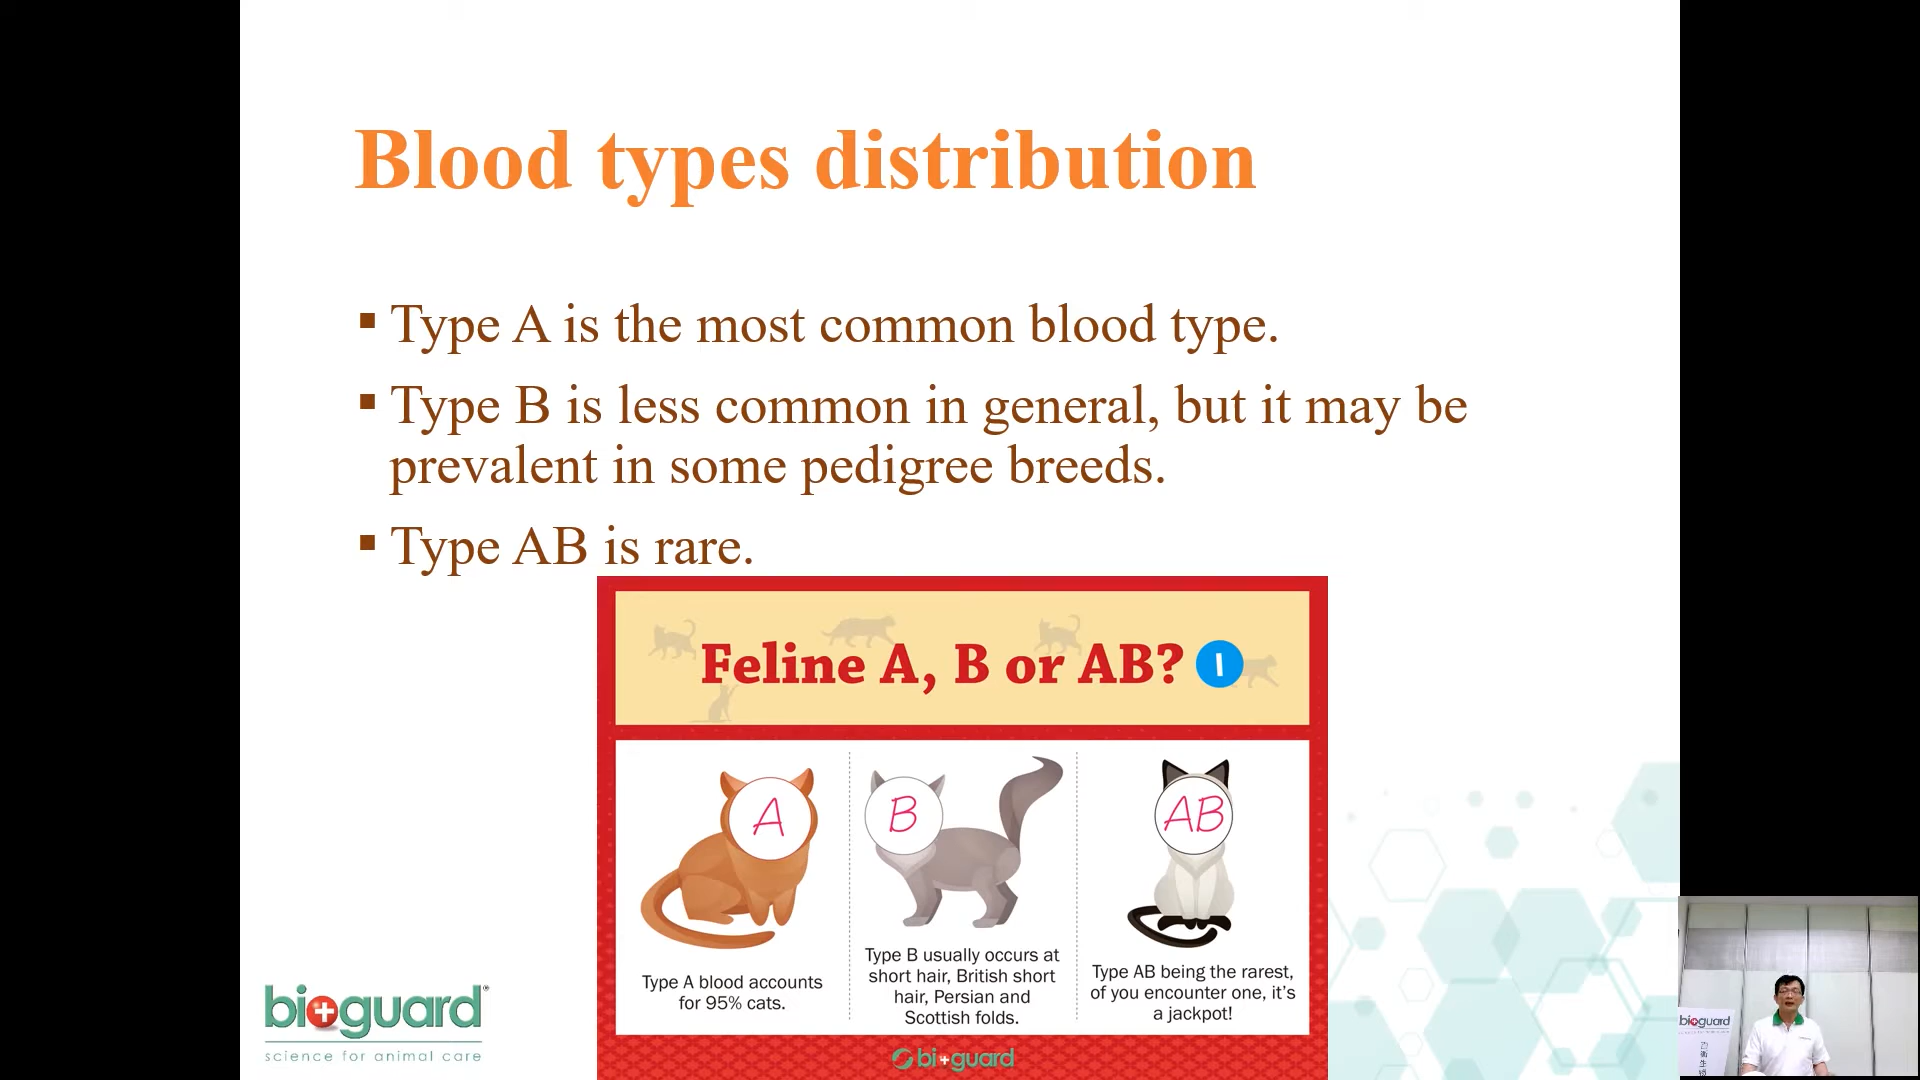 Blood types distribution
Type A is the most common blood type.
Type B is less common in general, but it may be
prevalent in some pedigree breeds.
Type AB is rare.
Feline A, B or AB? I
A
B
AB
Type A blood accounts
for 95% cats.
Type B usually occurs at
short hair, British short
hair, Persian and
Scottish folds.
Type AB being the rarest,
of you encounter one, it's
a jackpot!
bioguard
science for animal care
bioguard
bioguard